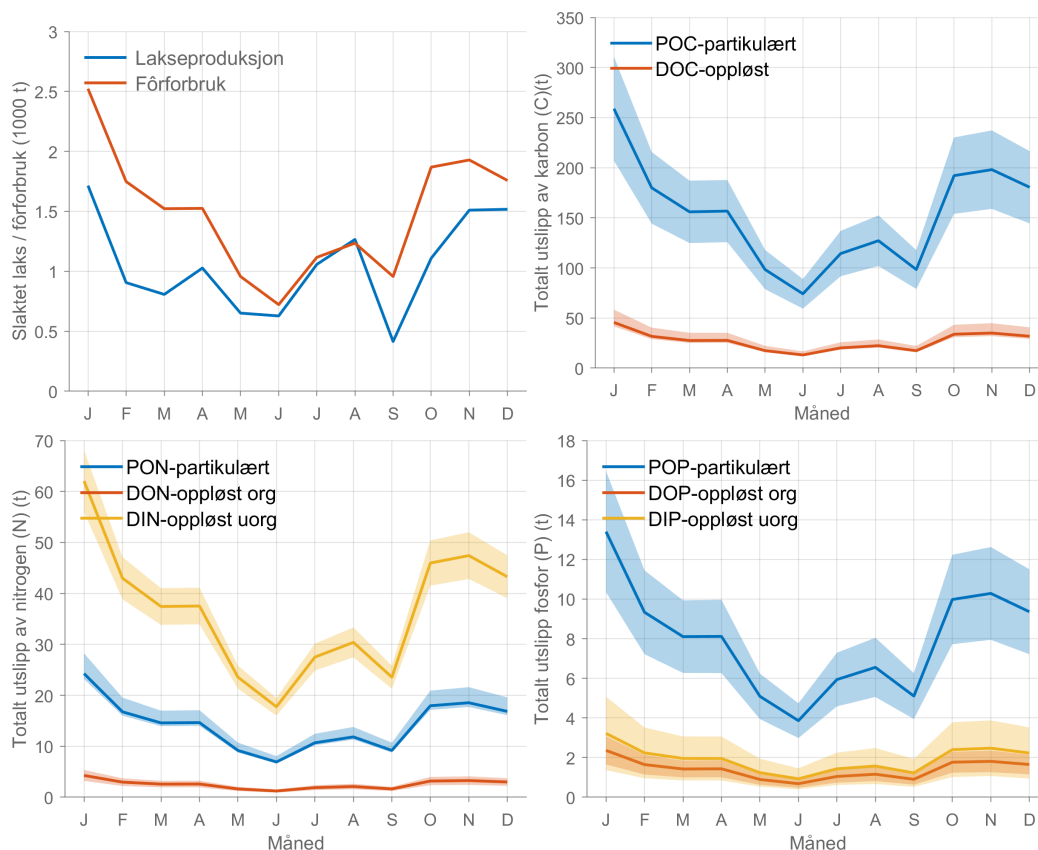 Slaktet laks / fôrforbruk (1000 t)
3
2.5
2
1.5
1
0.5
0
Lakseproduksjon
Fôrforbruk
J F M A M J J A S O N D
Totalt utslipp av karbon (C)(t)
350
300
250
200
150
100
50
0
POC-partikulært
DOC-oppløst
J F M A M J J A S O N D
Måned
Totalt utslipp av nitrogen (N) (t)
70
60
50
40
30
20
10
0
PON-partikulært
DON-oppløst org
DIN-oppløst uorg
J F M A M J J A S O N D
Måned
Totalt utslipp fosfor (P) (t)
18
16
14
12
10
8
6
4
2
0
POP-partikulært
DOP-oppløst org
DIP-oppløst uorg
J F M A M J J A S O N D
Måned